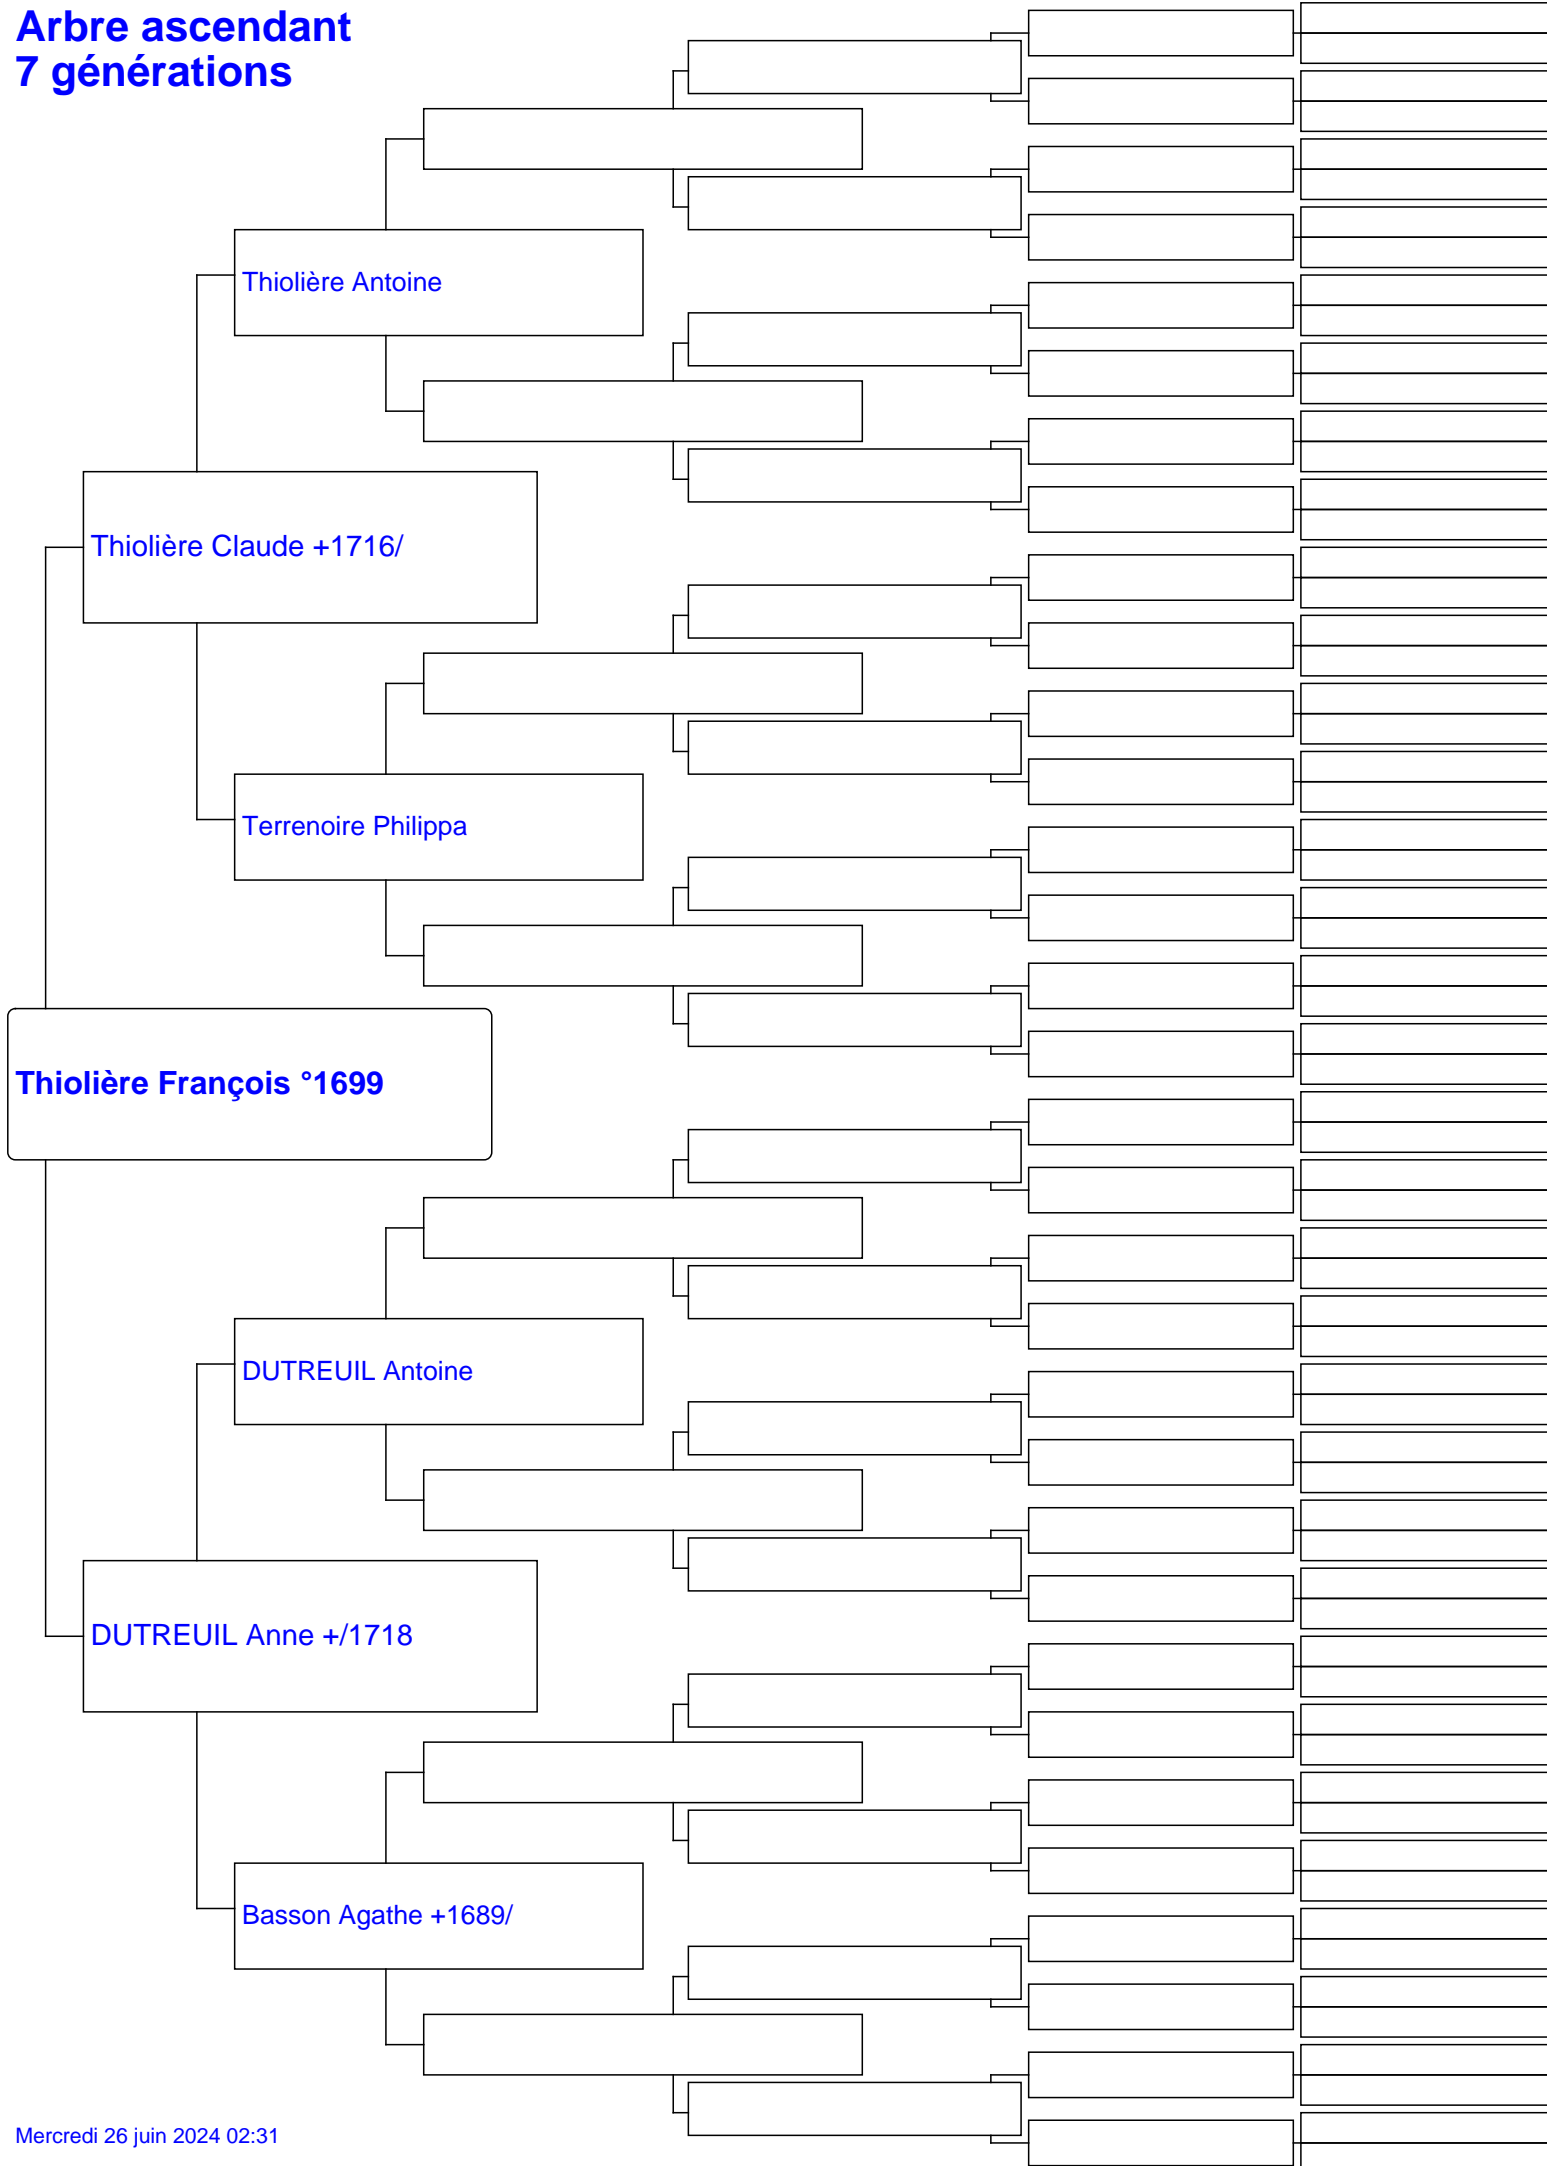 Arbre ascendant
7 générations
Thiolière Antoine
Thiolière Claude +1716/
Terrenoire Philippa
Thiolière François °1699
DUTREUIL Antoine
DUTREUIL Anne +/1718
Basson Agathe +1689/
Mercredi 26 juin 2024 02:31